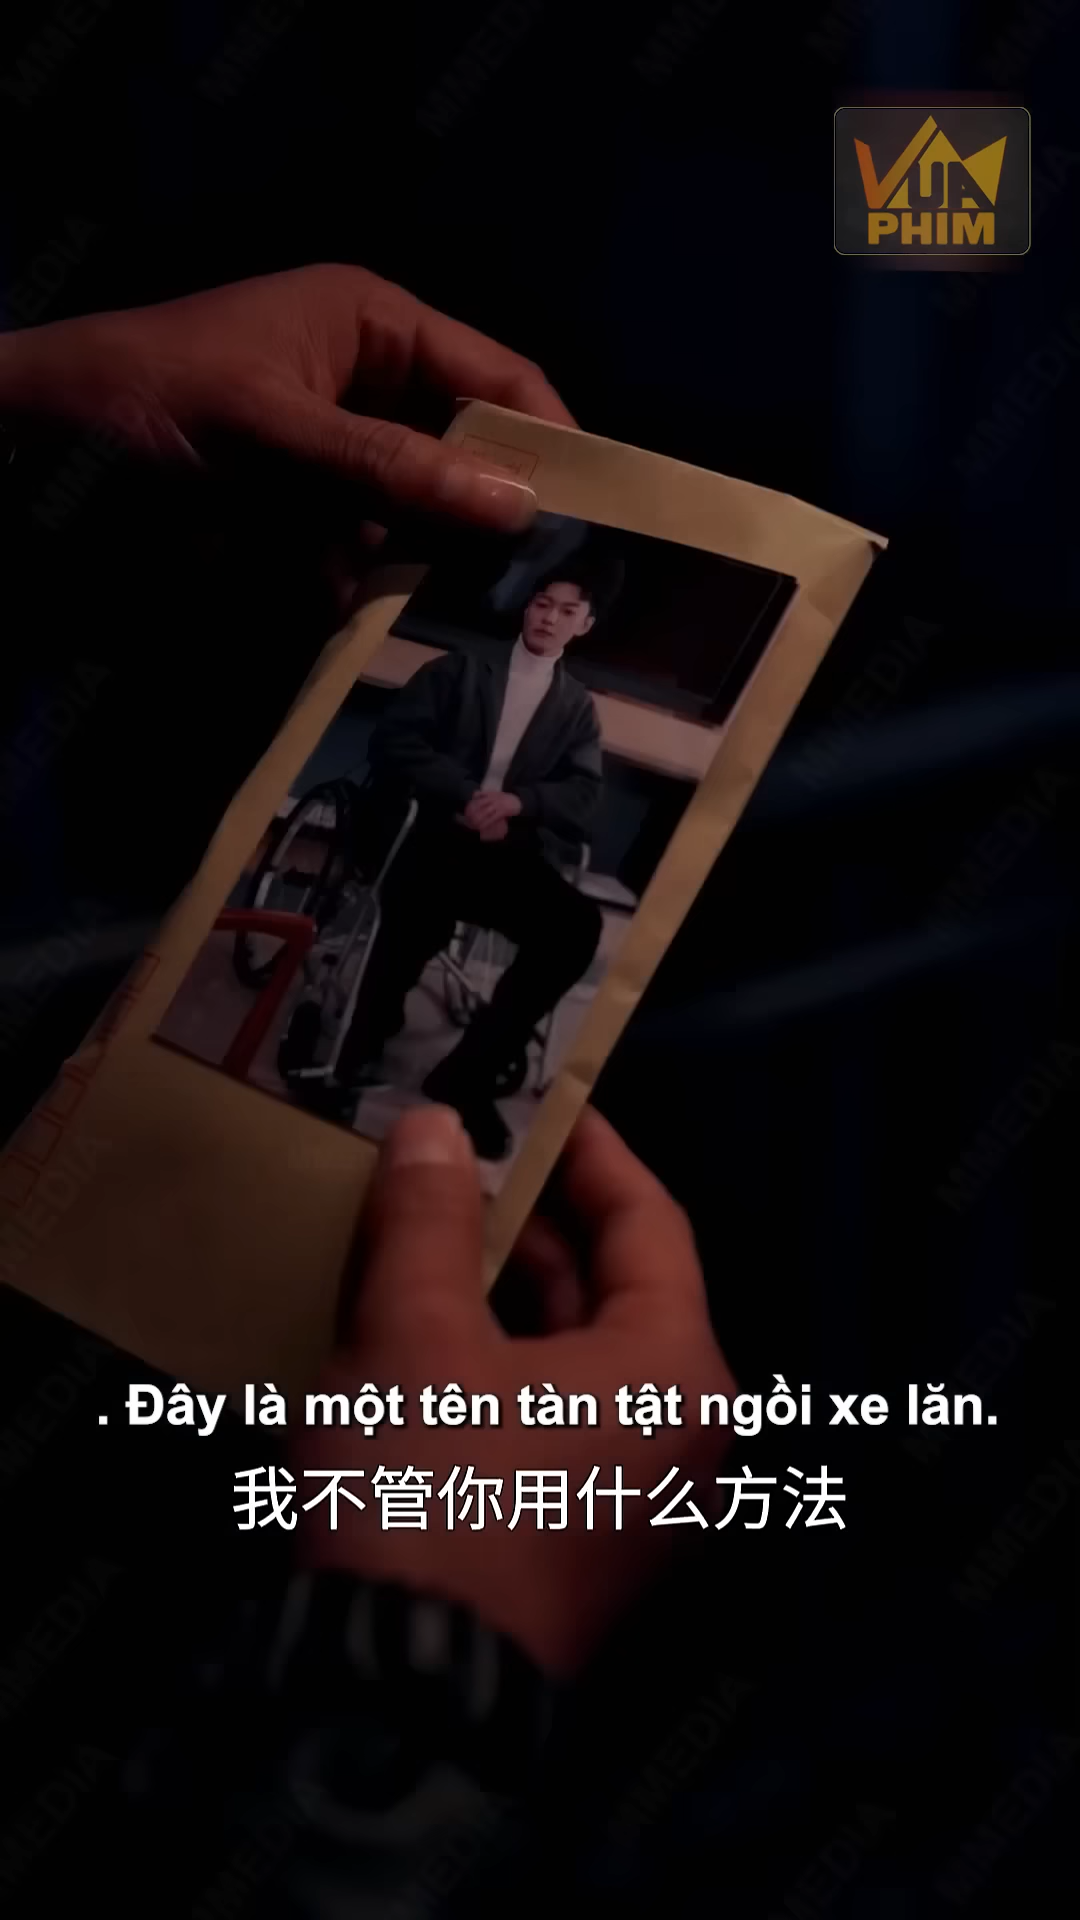 VUA
PHIM
. Đây là một tên tàn tật ngồi xe lăn.
我不管你用什么方法
MMEDIA